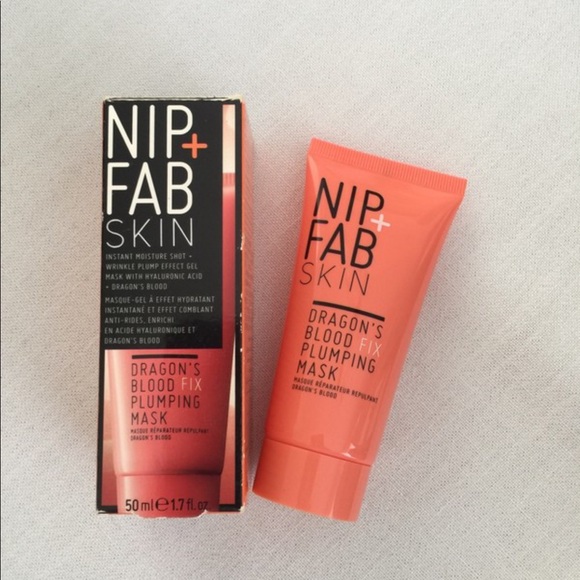 NIP+
FAB
SKIN
INSTANT MOISTURE SHOT +
WRINKLE PLUMP EFFECT GEL
MASK WITH HYALURONIC ACID
+ DRAGON'S BLOOD
MASQUE-GEL À EFFET HYDRATANT
INSTANTANÉ ET EFFET COMBLANT
ANTI-RIDES, ENRICHI
EN ACIDE HYALURONIQUE ET
DRAGON'S BLOOD
DRAGON'S
BLOOD FIX
PLUMPING
MASK
MASQUE RÉPARATEUR REPULPANT
DRAGON'S BLOOD
50 ml ℮ 1.7 fl.oz
NIP+
FAB
SKIN
DRAGON'S
BLOOD FIX
PLUMPING
MASK
MASQUE RÉPARATEUR REPULPANT
DRAGON'S BLOOD